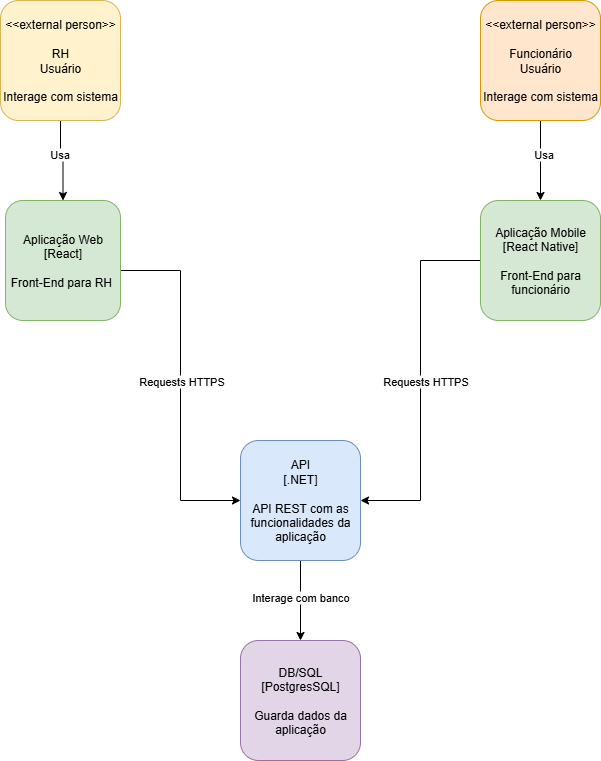 <<external person>>
RH
Usuário
Interage com sistema
<<external person>>
Funcionário
Usuário
Interage com sistema
Usa
Usa
Aplicação Web
[React]
Front-End para RH
Aplicação Mobile
[React Native]
Front-End para
funcionário
Requests HTTPS
Requests HTTPS
API
[.NET]
API REST com as
funcionalidades da
aplicação
Interage com banco
DB/SQL
[PostgresSQL]
Guarda dados da
aplicação